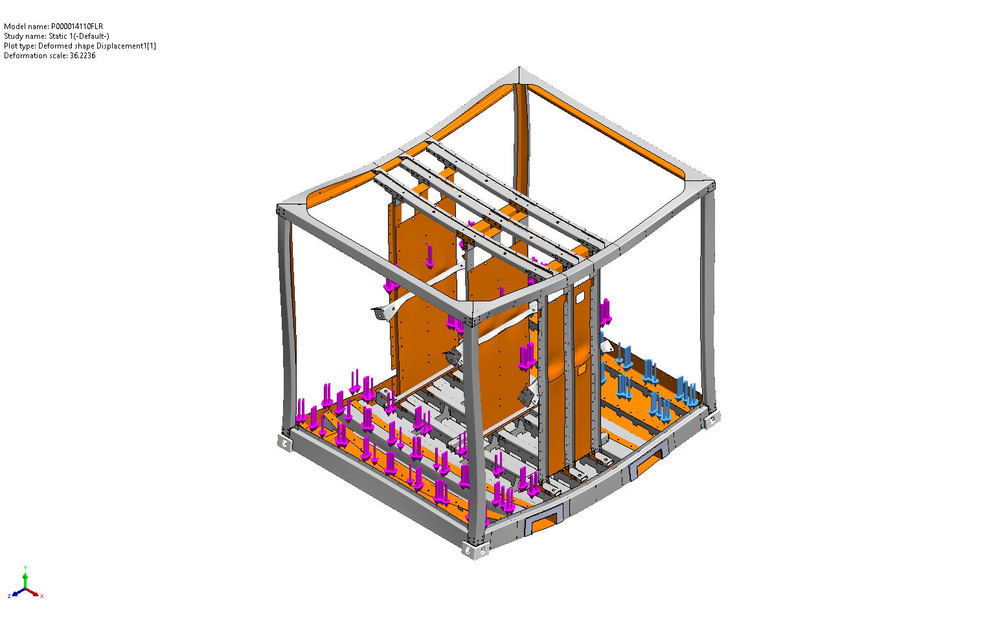 Model name: P000014110FLR
Study name: Static 1(-Default-)
Plot type: Deformed shape Displacement1{1}
Deformation scale: 36.2236
Y
Z
X